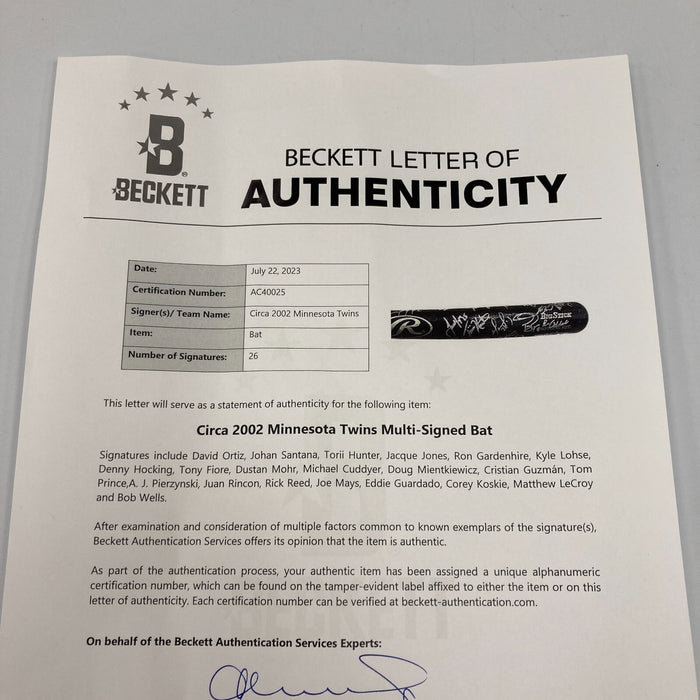 B
BECKETT
BECKETT LETTER OF
AUTHENTICITY
Date: July 22, 2023
Certification Number: AC40025
Signer(s)/ Team Name: Circa 2002 Minnesota Twins
Item: Bat
Number of Signatures: 26
R
BIG STICK
This letter will serve as a statement of authenticity for the following item:
Circa 2002 Minnesota Twins Multi-Signed Bat
Signatures include David Ortiz, Johan Santana, Torii Hunter, Jacque Jones, Ron Gardenhire, Kyle Lohse,
Denny Hocking, Tony Fiore, Dustan Mohr, Michael Cuddyer, Doug Mientkiewicz, Cristian Guzmán, Tom
Prince,A. J. Pierzynski, Juan Rincon, Rick Reed, Joe Mays, Eddie Guardado, Corey Koskie, Matthew LeCroy
and Bob Wells.
After examination and consideration of multiple factors common to known exemplars of the signature(s),
Beckett Authentication Services offers its opinion that the item is authentic.
As part of the authentication process, your authentic item has been assigned a unique alphanumeric
certification number, which can be found on the tamper-evident label affixed to either the item or on this
letter of authenticity. Each certification number can be verified at beckett-authentication.com.
BECKETT
On behalf of the Beckett Authentication Services Experts: